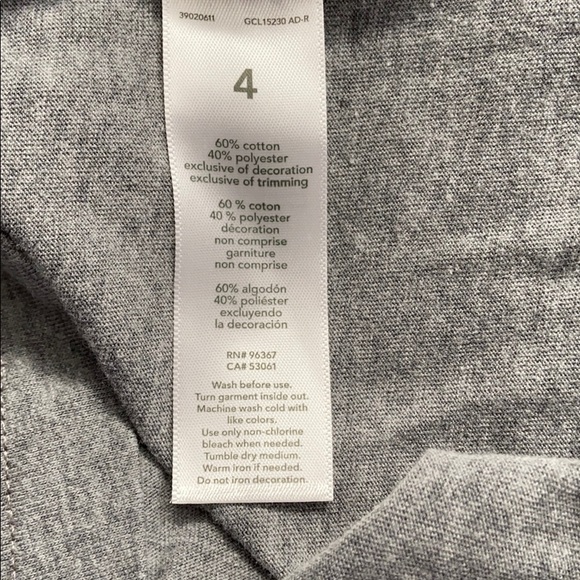 39020611 GCL15230 AD-R
4
60% cotton
40% polyester
exclusive of decoration
exclusive of trimming
60 % coton
40 % polyester
décoration
non comprise
garniture
non comprise
60% algodón
40% poliéster
excluyendo
la decoración
RN# 96367
CA# 53061
Wash before use.
Turn garment inside out.
Machine wash cold with
like colors.
Use only non-chlorine
bleach when needed.
Tumble dry medium.
Warm iron if needed.
Do not iron decoration.